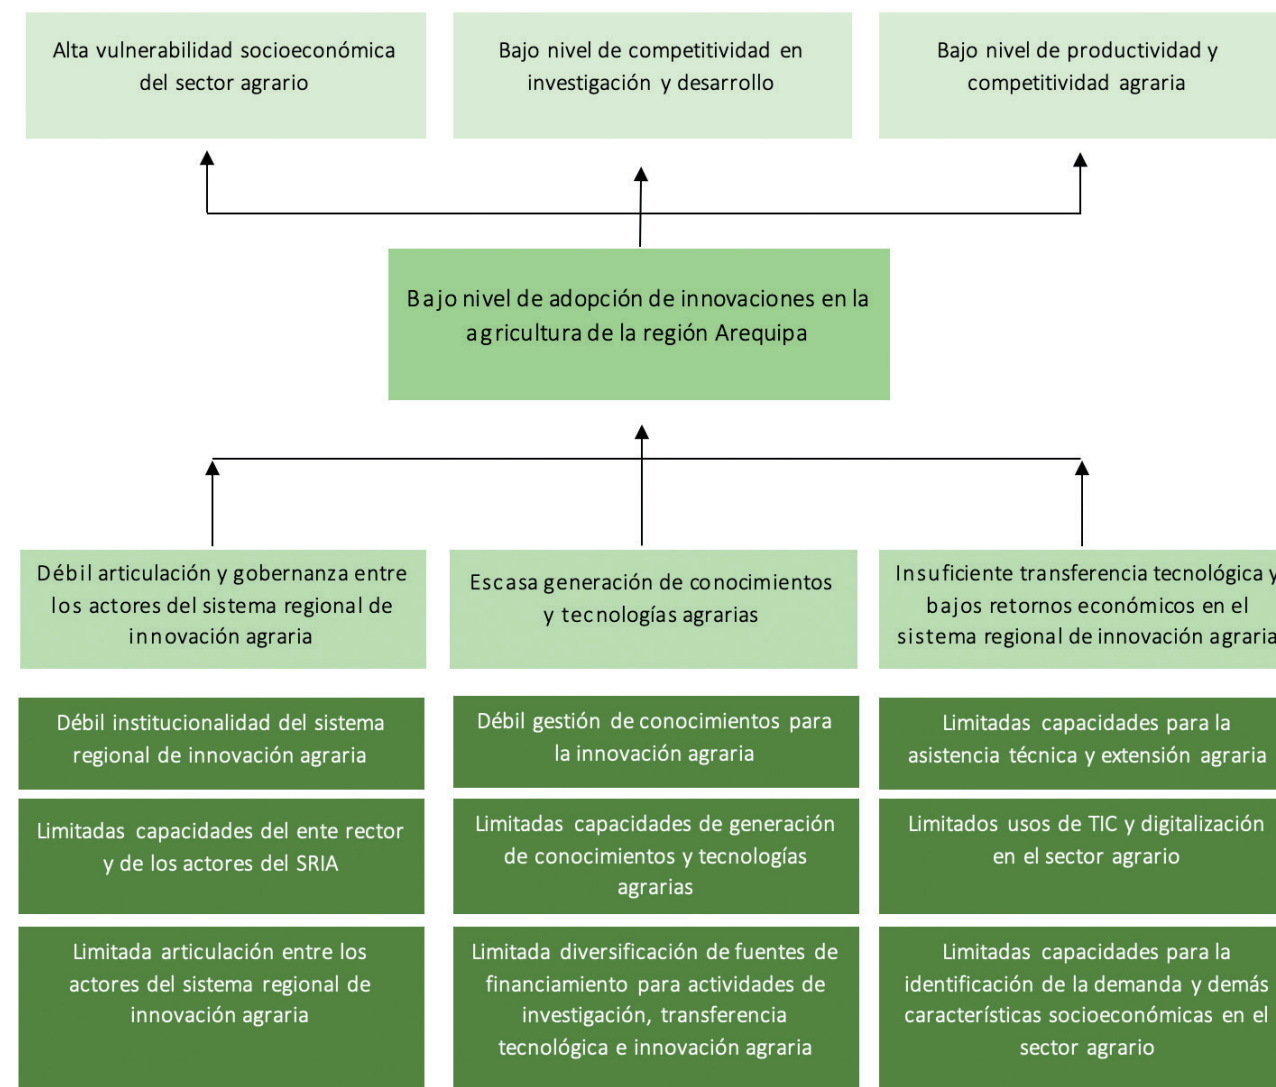 Alta vulnerabilidad socioeconómica
del sector agrario
Bajo nivel de competitividad en
investigación y desarrollo
Bajo nivel de productividad y
competitividad agraria
Bajo nivel de adopción de innovaciones en la
agricultura de la región Arequipa
Débil articulación y gobernanza entre
los actores del sistema regional de
innovación agraria
Escasa generación de conocimientos
y tecnologías agrarias
Insuficiente transferencia tecnológica y
bajos retornos económicos en el
sistema regional de innovación agraria
Débil institucionalidad del sistema
regional de innovación agraria
Débil gestión de conocimientos para
la innovación agraria
Limitadas capacidades para la
asistencia técnica y extensión agraria
Limitadas capacidades del ente rector
y de los actores del SRIA
Limitadas capacidades de generación
de conocimientos y tecnologías
agrarias
Limitados usos de TIC y digitalización
en el sector agrario
Limitada articulación entre los
actores del sistema regional de
innovación agraria
Limitada diversificación de fuentes de
financiamiento para actividades de
investigación, transferencia
tecnológica e innovación agraria
Limitadas capacidades para la
identificación de la demanda y demás
características socioeconómicas en el
sector agrario